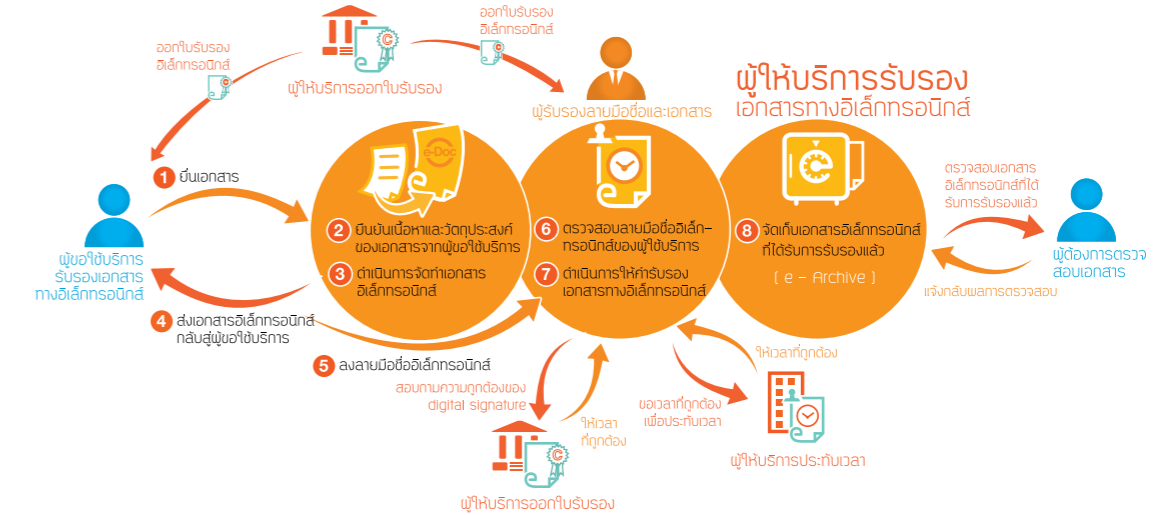 ออกใบรับรอง
อิเล็กทรอนิกส์
ออกใบรับรอง
อิเล็กทรอนิกส์
ผู้ให้บริการออกใบรับรอง
ผู้รับรองลายมือชื่อและเอกสาร
ผู้ให้บริการรับรอง
เอกสารทางอิเล็กทรอนิกส์
1 ยื่นเอกสาร
ผู้ขอใช้บริการ
รับรองเอกสาร
ทางอิเล็กทรอนิกส์
e-Doc
2 ยืนยันเนื้อหาและวัตถุประสงค์
ของเอกสารจากผู้ขอใช้บริการ
3 ดำเนินการจัดทำเอกสาร
อิเล็กทรอนิกส์
4 ส่งเอกสารอิเล็กทรอนิกส์
กลับสู่ผู้ขอใช้บริการ
5 ลงลายมือชื่ออิเล็กทรอนิกส์
6 ตรวจสอบลายมือชื่ออิเล็ก-
ทรอนิกส์ของผู้ใช้บริการ
7 ดำเนินการให้คำรับรอง
เอกสารทางอิเล็กทรอนิกส์
8 จัดเก็บเอกสารอิเล็กทรอนิกส์
ที่ได้รับการรับรองแล้ว
( e - Archive )
ตรวจสอบเอกสาร
อิเล็กทรอนิกส์ที่ได้
รับการรับรองแล้ว
ผู้ต้องการตรวจ
สอบเอกสาร
แจ้งกลับผลการตรวจสอบ
สอบถามความถูกต้องของ
digital signature
ให้เวลา
ที่ถูกต้อง
ผู้ให้บริการออกใบรับรอง
ให้เวลาที่ถูกต้อง
ขอเวลาที่ถูกต้อง
เพื่อประทับเวลา
ผู้ให้บริการประทับเวลา